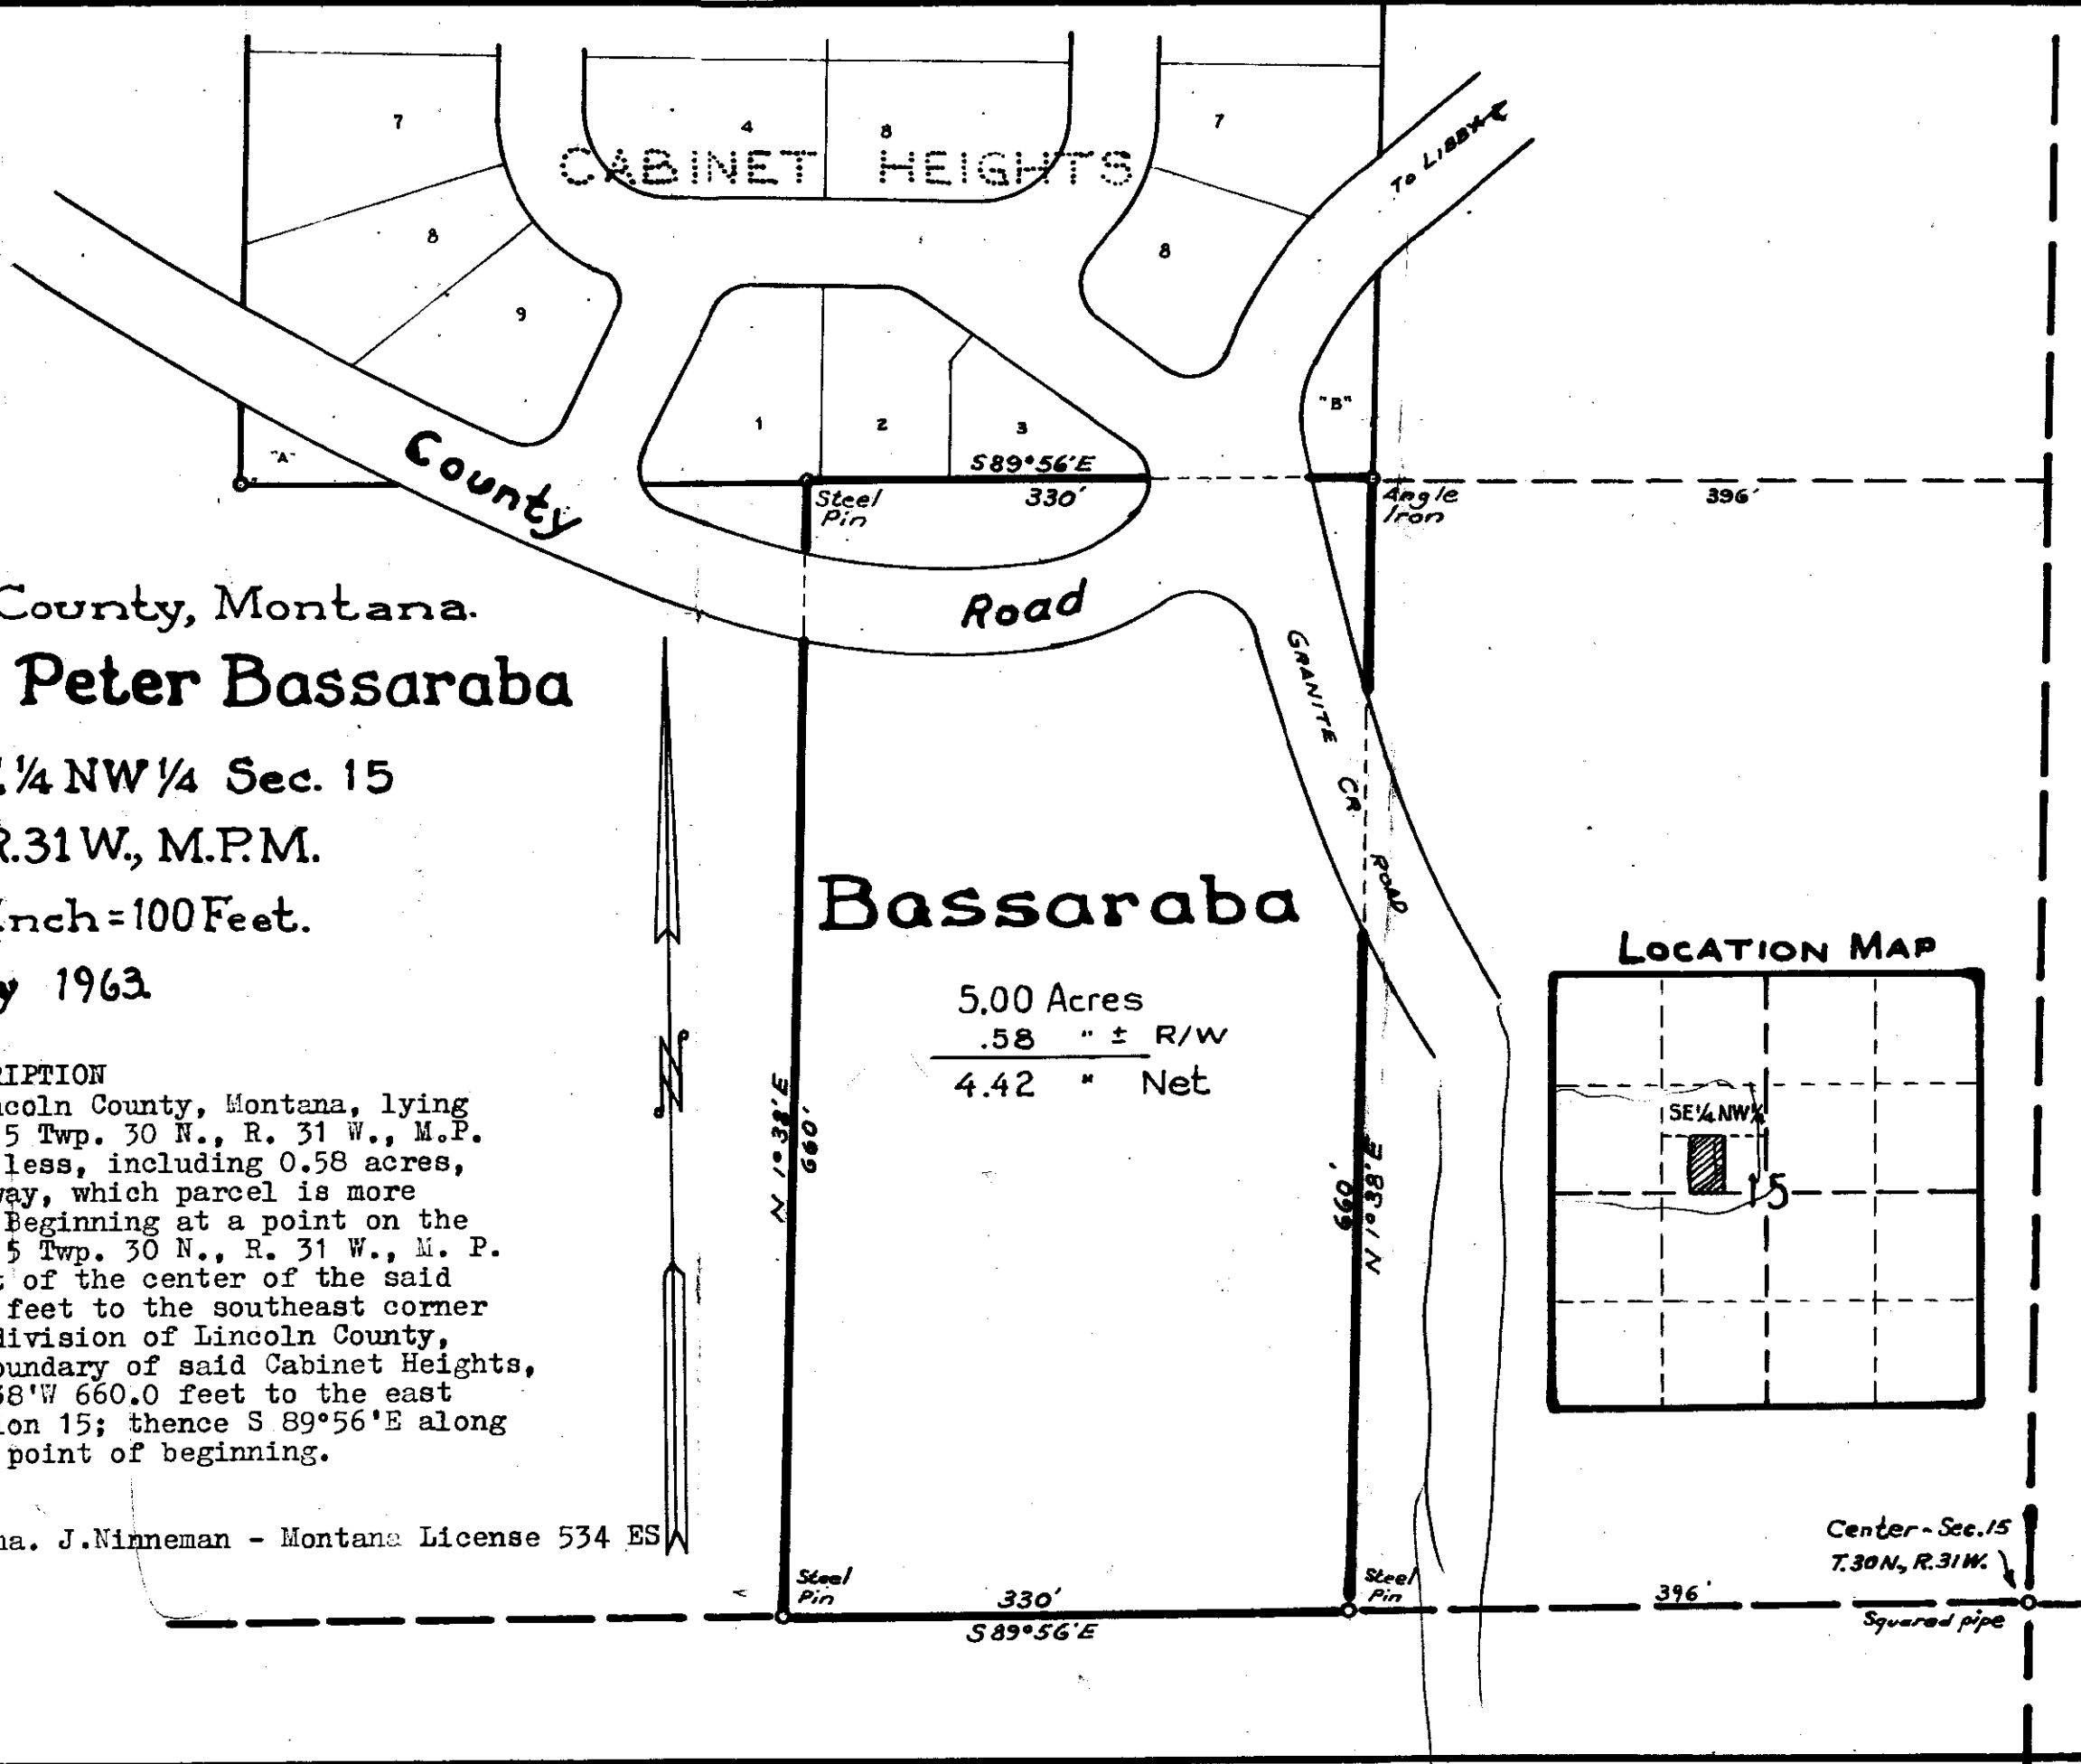 7
4
8
7
CABINET HEIGHTS
TO LIBBY
8
8
9
"B"
1
2
3
"A"
County
S89°56'E
330'
Steel
Pin
Angle
Iron
396'
Road
County, Montana.
Peter Bassaraba
¼ NW ¼ Sec. 15
R.31 W., M.P.M.
Inch=100 Feet.
y 1963
GRANITE CR ROAD
Bassaraba
5.00 Acres
.58 " ± R/W
4.42 " Net
N 1°38'E
660'
660'
N 1°38'E
N
LOCATION MAP
SE¼ NW¼
15
RIPTION
coln County, Montana, lying
5 Twp. 30 N., R. 31 W., M.P.
less, including 0.58 acres,
way, which parcel is more
Beginning at a point on the
5 Twp. 30 N., R. 31 W., M. P.
t of the center of the said
feet to the southeast corner
division of Lincoln County,
oundary of said Cabinet Heights,
38'W 660.0 feet to the east
ion 15; thence S 89°56'E along
point of beginning.
na. J.Ninneman - Montana License 534 ES
Steel
Pin
330'
S89°56'E
Steel
Pin
396'
Center - Sec. 15
T.30N., R.31W.
Squared pipe